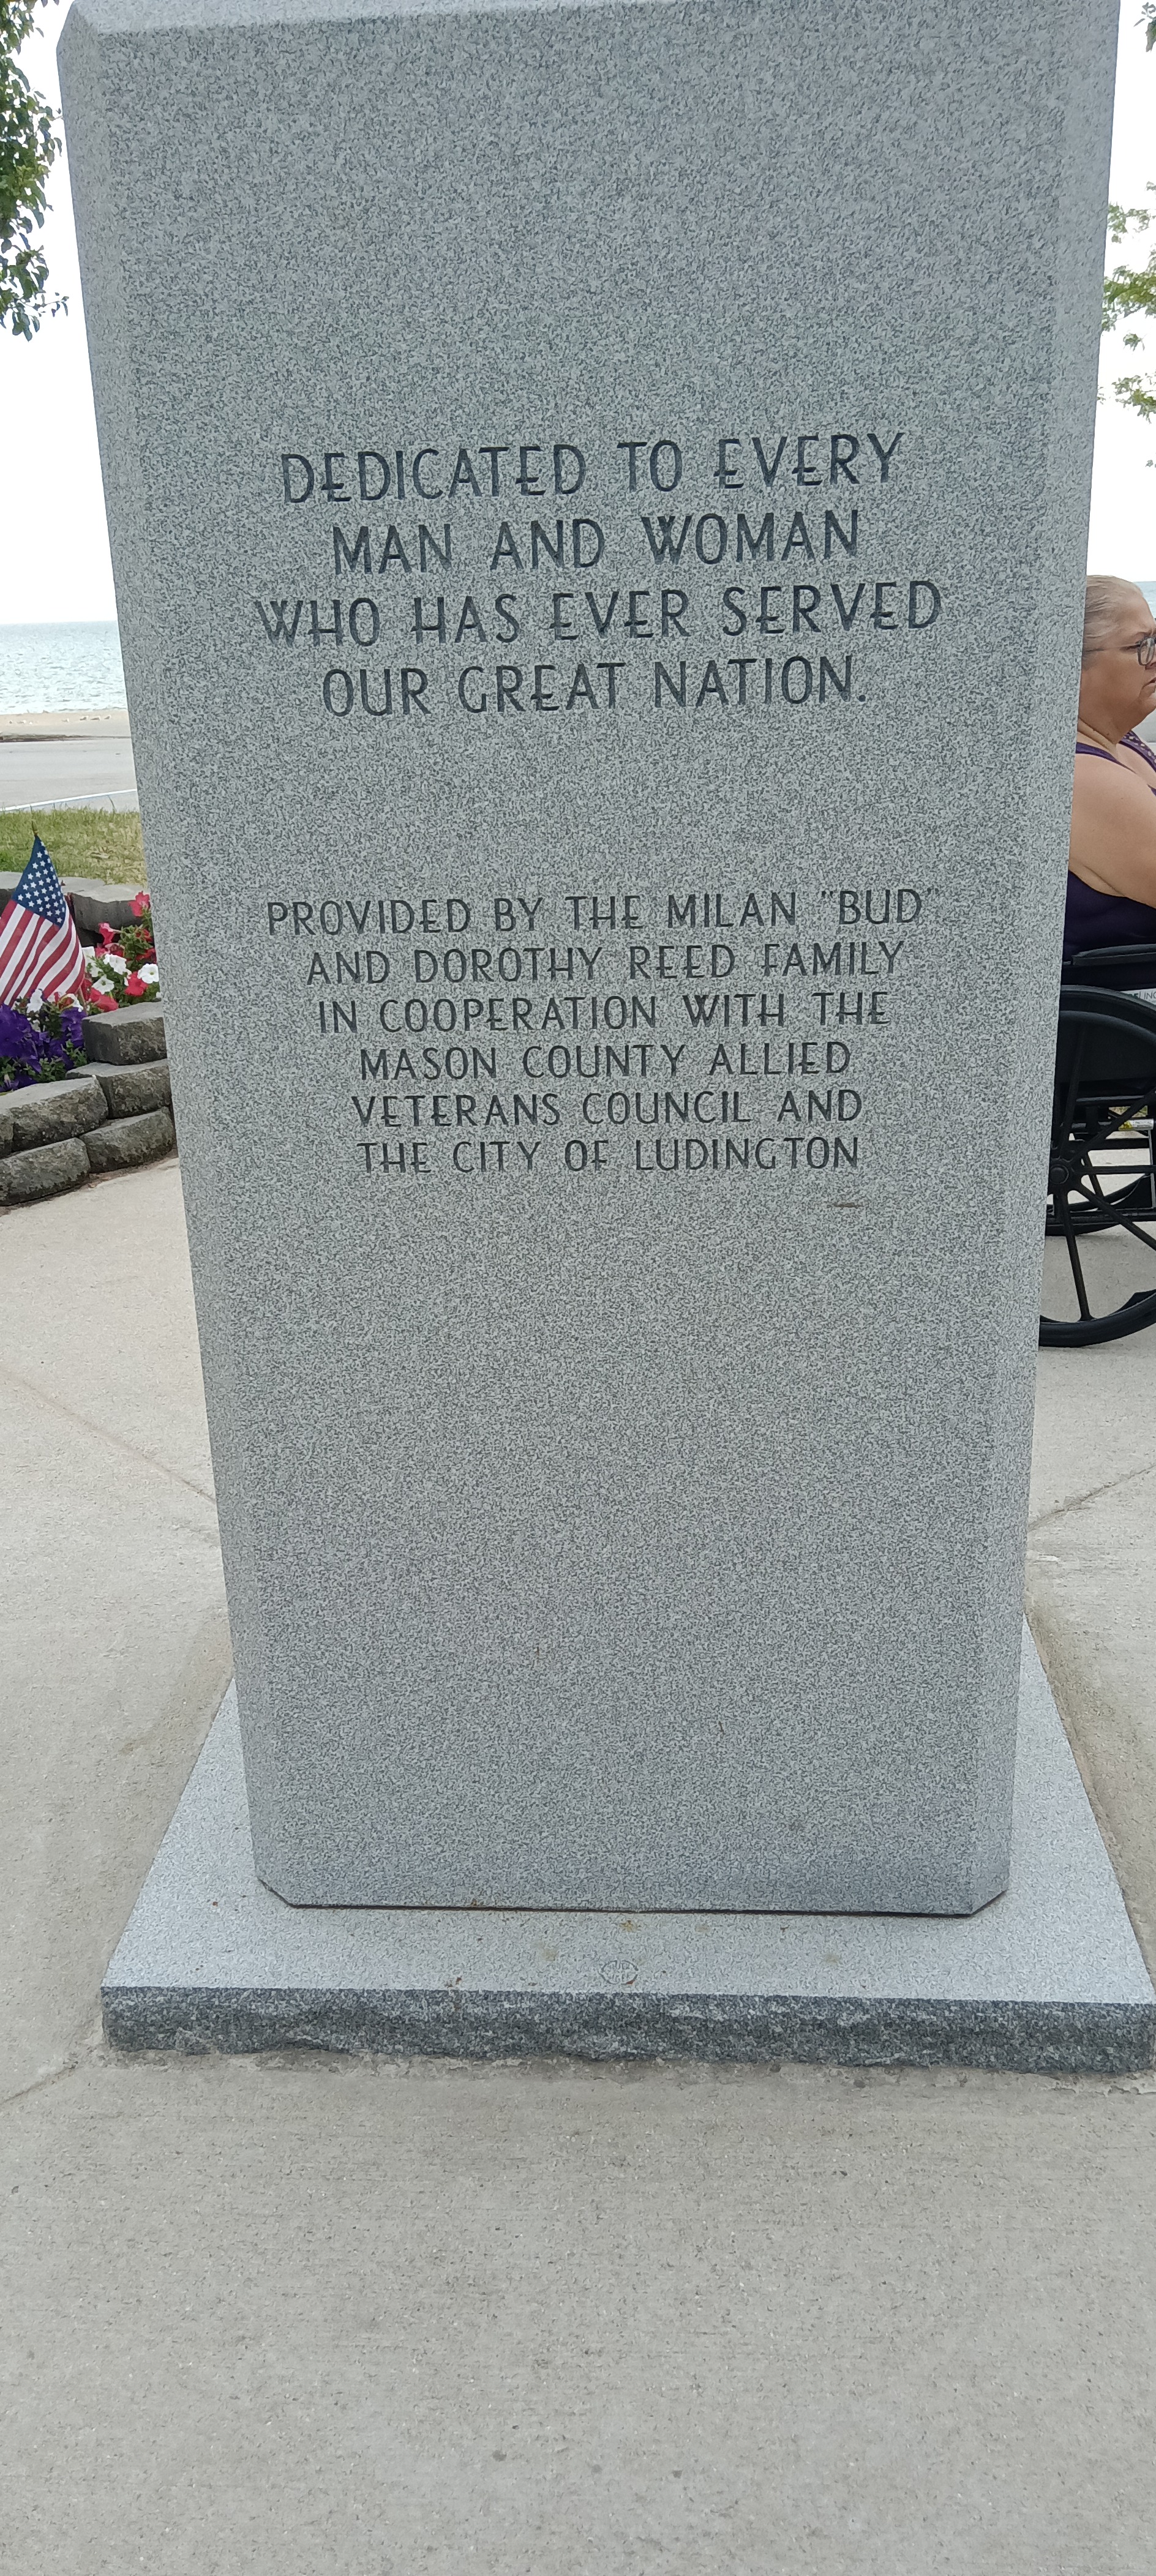 DEDICATED TO EVERY
MAN AND WOMAN
WHO HAS EVER SERVED
OUR GREAT NATION.
PROVIDED BY THE MILAN "BUD"
AND DOROTHY REED FAMILY
IN COOPERATION WITH THE
MASON COUNTY ALLIED
VETERANS COUNCIL AND
THE CITY OF LUDINGTON